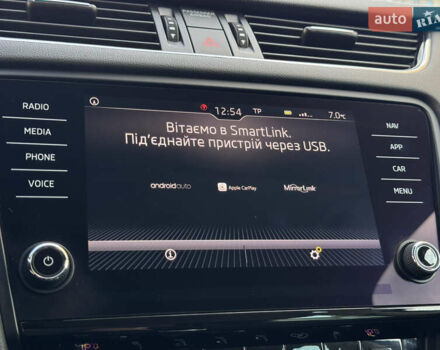 auto RIA
RADIO
MEDIA
PHONE
VOICE
12:54 TP 7.0°C
Вітаємо в SmartLink.
Під'єднайте пристрій через USB.
androidauto Apple CarPlay MirrorLink
NAV
APP
CAR
MENU